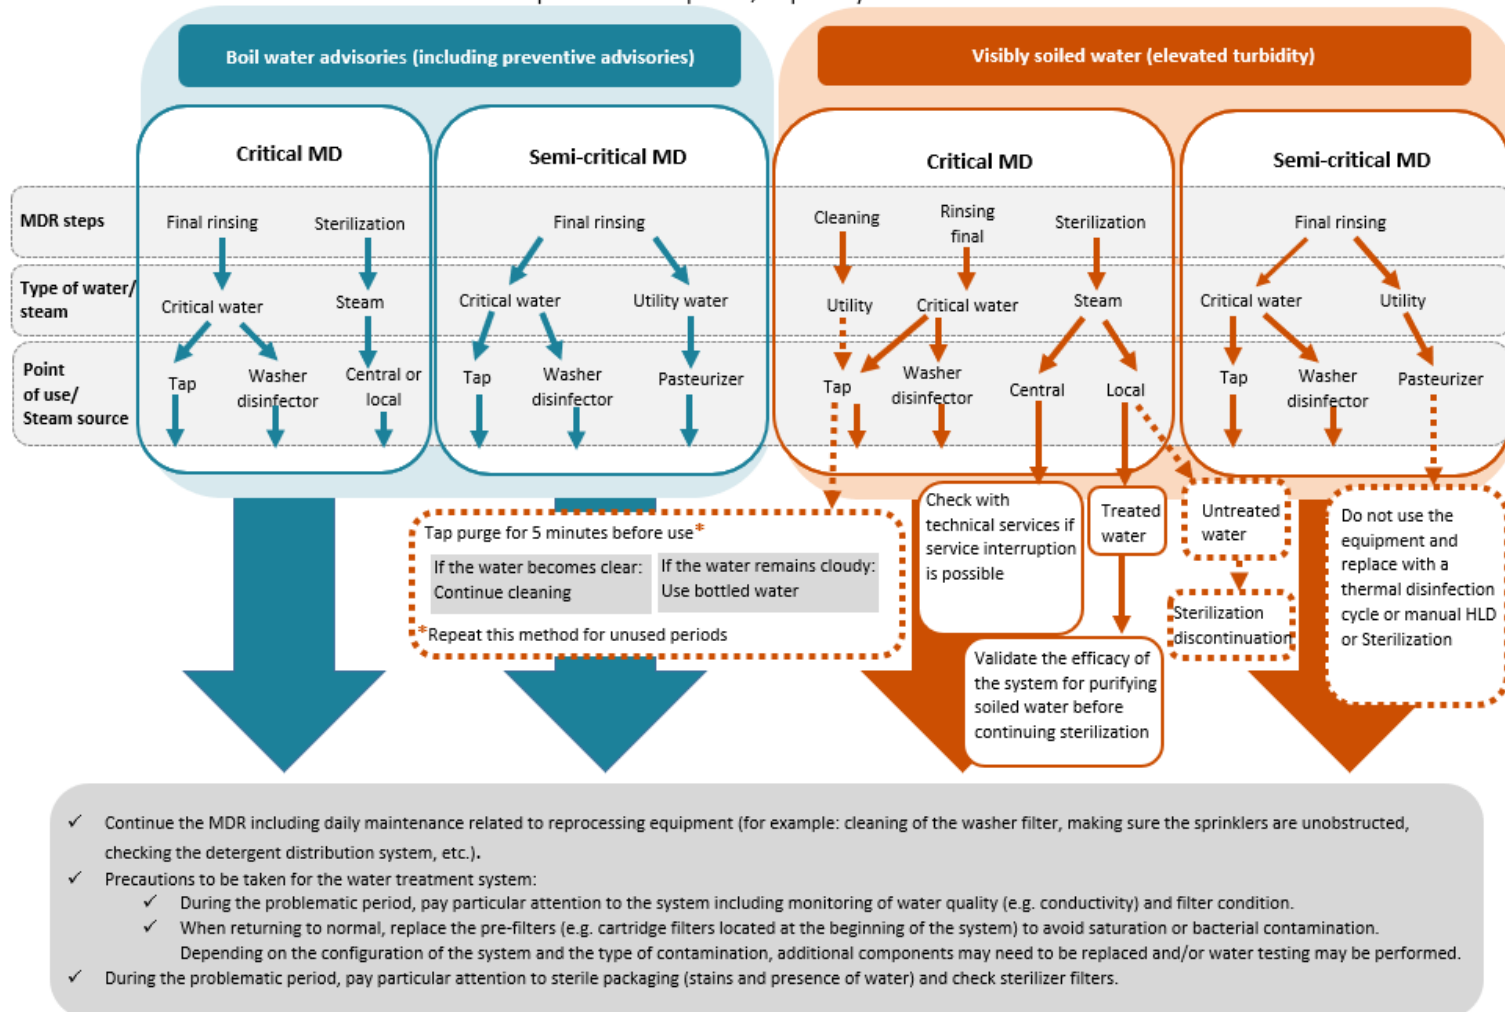 Boil water advisories (including preventive advisories)
Visibly soiled water (elevated turbidity)
Critical MD
Semi-critical MD
Critical MD
Semi-critical MD
MDR steps
Final rinsing
Sterilization
Final rinsing
Cleaning
Rinsing
final
Sterilization
Final rinsing
Type of water/
steam
Critical water
Steam
Critical water
Utility water
Utility
Critical water
Steam
Critical water
Utility
Point
of use/
Steam source
Tap
Washer
disinfector
Central or
local
Tap
Washer
disinfector
Pasteurizer
Tap
Washer
disinfector
Central
Local
Tap
Washer
disinfector
Pasteurizer
Tap purge for 5 minutes before use*
If the water becomes clear:
Continue cleaning
If the water remains cloudy:
Use bottled water
*Repeat this method for unused periods
Check with
technical services if
service interruption
is possible
Treated
water
Validate the efficacy of
the system for purifying
soiled water before
continuing sterilization
Untreated
water
Sterilization
discontinuation
Do not use the
equipment and
replace with a
thermal disinfection
cycle or manual HLD
or Sterilization
✓ Continue the MDR including daily maintenance related to reprocessing equipment (for example: cleaning of the washer filter, making sure the sprinklers are unobstructed,
checking the detergent distribution system, etc.).
✓ Precautions to be taken for the water treatment system:
✓ During the problematic period, pay particular attention to the system including monitoring of water quality (e.g. conductivity) and filter condition.
✓ When returning to normal, replace the pre-filters (e.g. cartridge filters located at the beginning of the system) to avoid saturation or bacterial contamination.
Depending on the configuration of the system and the type of contamination, additional components may need to be replaced and/or water testing may be performed.
✓ During the problematic period, pay particular attention to sterile packaging (stains and presence of water) and check sterilizer filters.